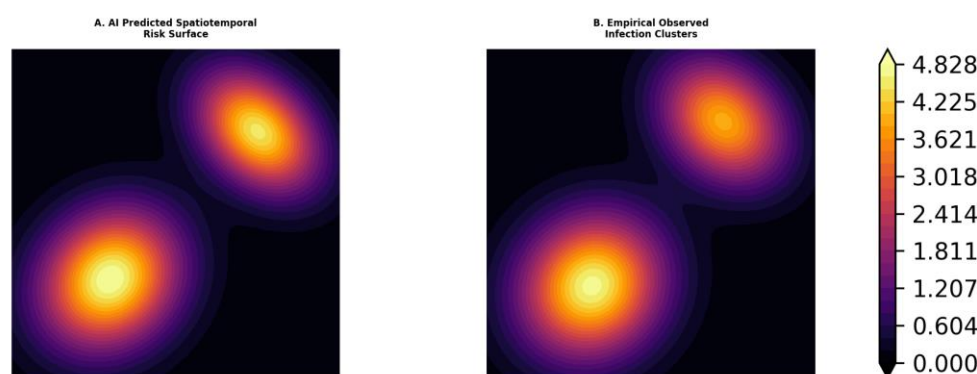 A. AI Predicted Spatiotemporal
Risk Surface
B. Empirical Observed
Infection Clusters
4.828
4.225
3.621
3.018
2.414
1.811
1.207
0.604
0.000